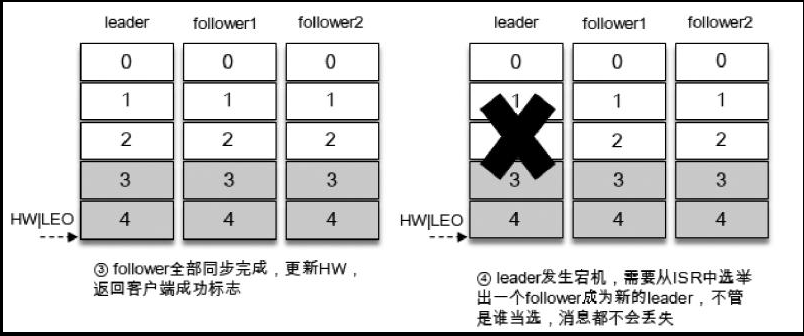 leader follower1 follower2
0 0 0
1 1 1
2 2 2
3 3 3
HW|LEO 4 4 4
③ follower全部同步完成，更新HW，
返回客户端成功标志
leader follower1 follower2
0 0 0
1 1 1
2 2
3 3 3
HW|LEO 4 4 4
④ leader发生宕机，需要从ISR中选举
出一个follower成为新的leader，不管
是谁当选，消息都不会丢失